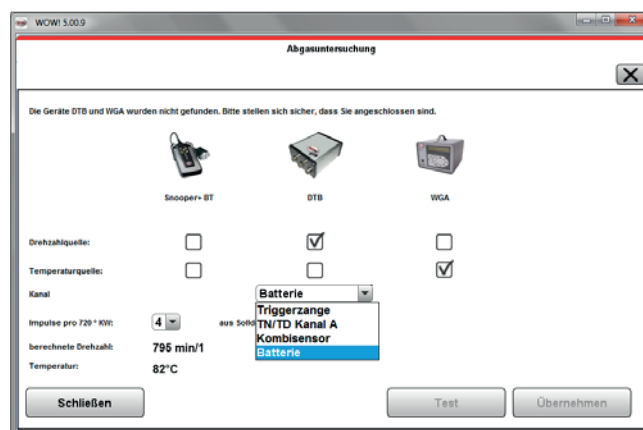 WOW! 5.00.9
Abgasuntersuchung
Die Geräte DTB und WGA wurden nicht gefunden. Bitte stellen sich sicher, dass Sie angeschlossen sind.
Snooper+ BT DTB WGA
Drehzahlquelle:
Temperaturquelle:
Kanal Batterie
Triggerzange
Impulse pro 720 ° KW: 4 aus TN/TD Kanal A
Kombisensor
berechnete Drehzahl: 795 min/1 Batterie
Temperatur: 82°C
Schließen Test Übernehmen